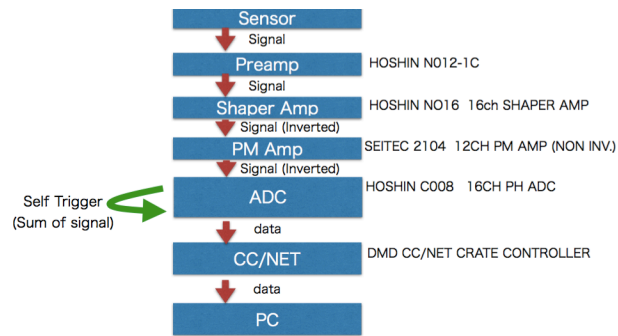 Sensor
Signal
Preamp
HOSHIN N012-1C
Signal
Shaper Amp
HOSHIN NO16 16ch SHAPER AMP
Signal (Inverted)
PM Amp
SEITEC 2104 12CH PM AMP (NON INV.)
Signal (Inverted)
ADC
HOSHIN C008 16CH PH ADC
Self Trigger
(Sum of signal)
data
CC/NET
DMD CC/NET CRATE CONTROLLER
data
PC